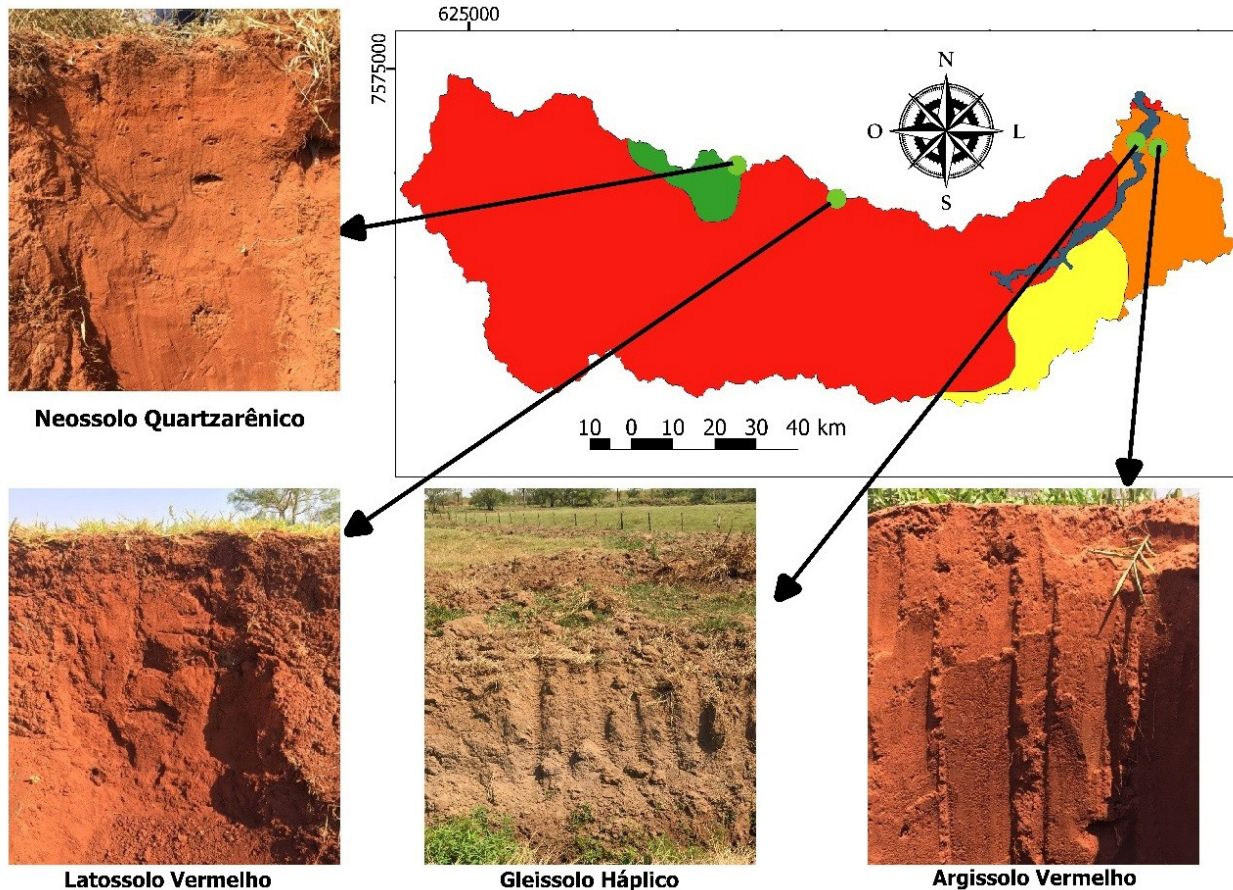 625000
7575000
N
O
L
S
10 0 10 20 30 40 km
Neossolo Quartzarênico
Latossolo Vermelho
Gleissolo Háplico
Argissolo Vermelho